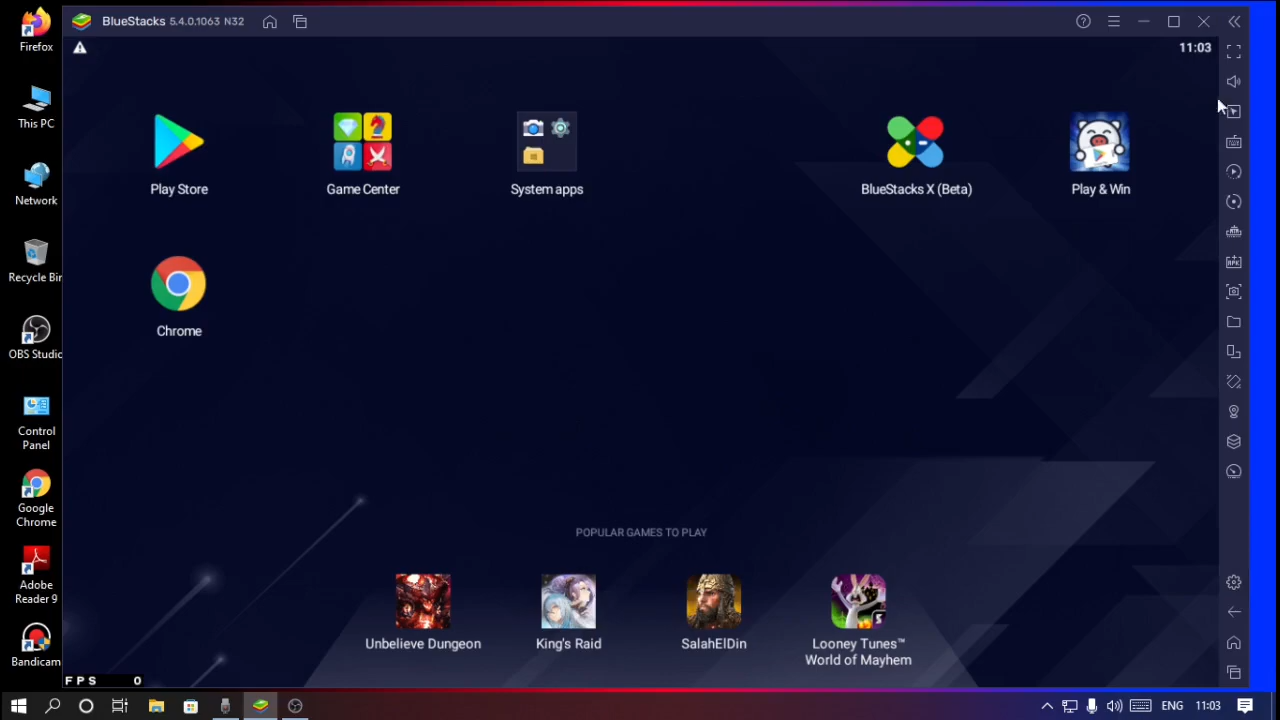 BlueStacks 5.4.0.1063 N32
11:03
Firefox
This PC
Network
Recycle Bin
OBS Studio
Control
Panel
Google
Chrome
Adobe
Reader 9
Bandicam
Play Store
Game Center
System apps
BlueStacks X (Beta)
Play & Win
Chrome
APK
POPULAR GAMES TO PLAY
Unbelieve Dungeon
King's Raid
SalahElDin
Looney Tunes™
World of Mayhem
FPS 0
ENG
11:03